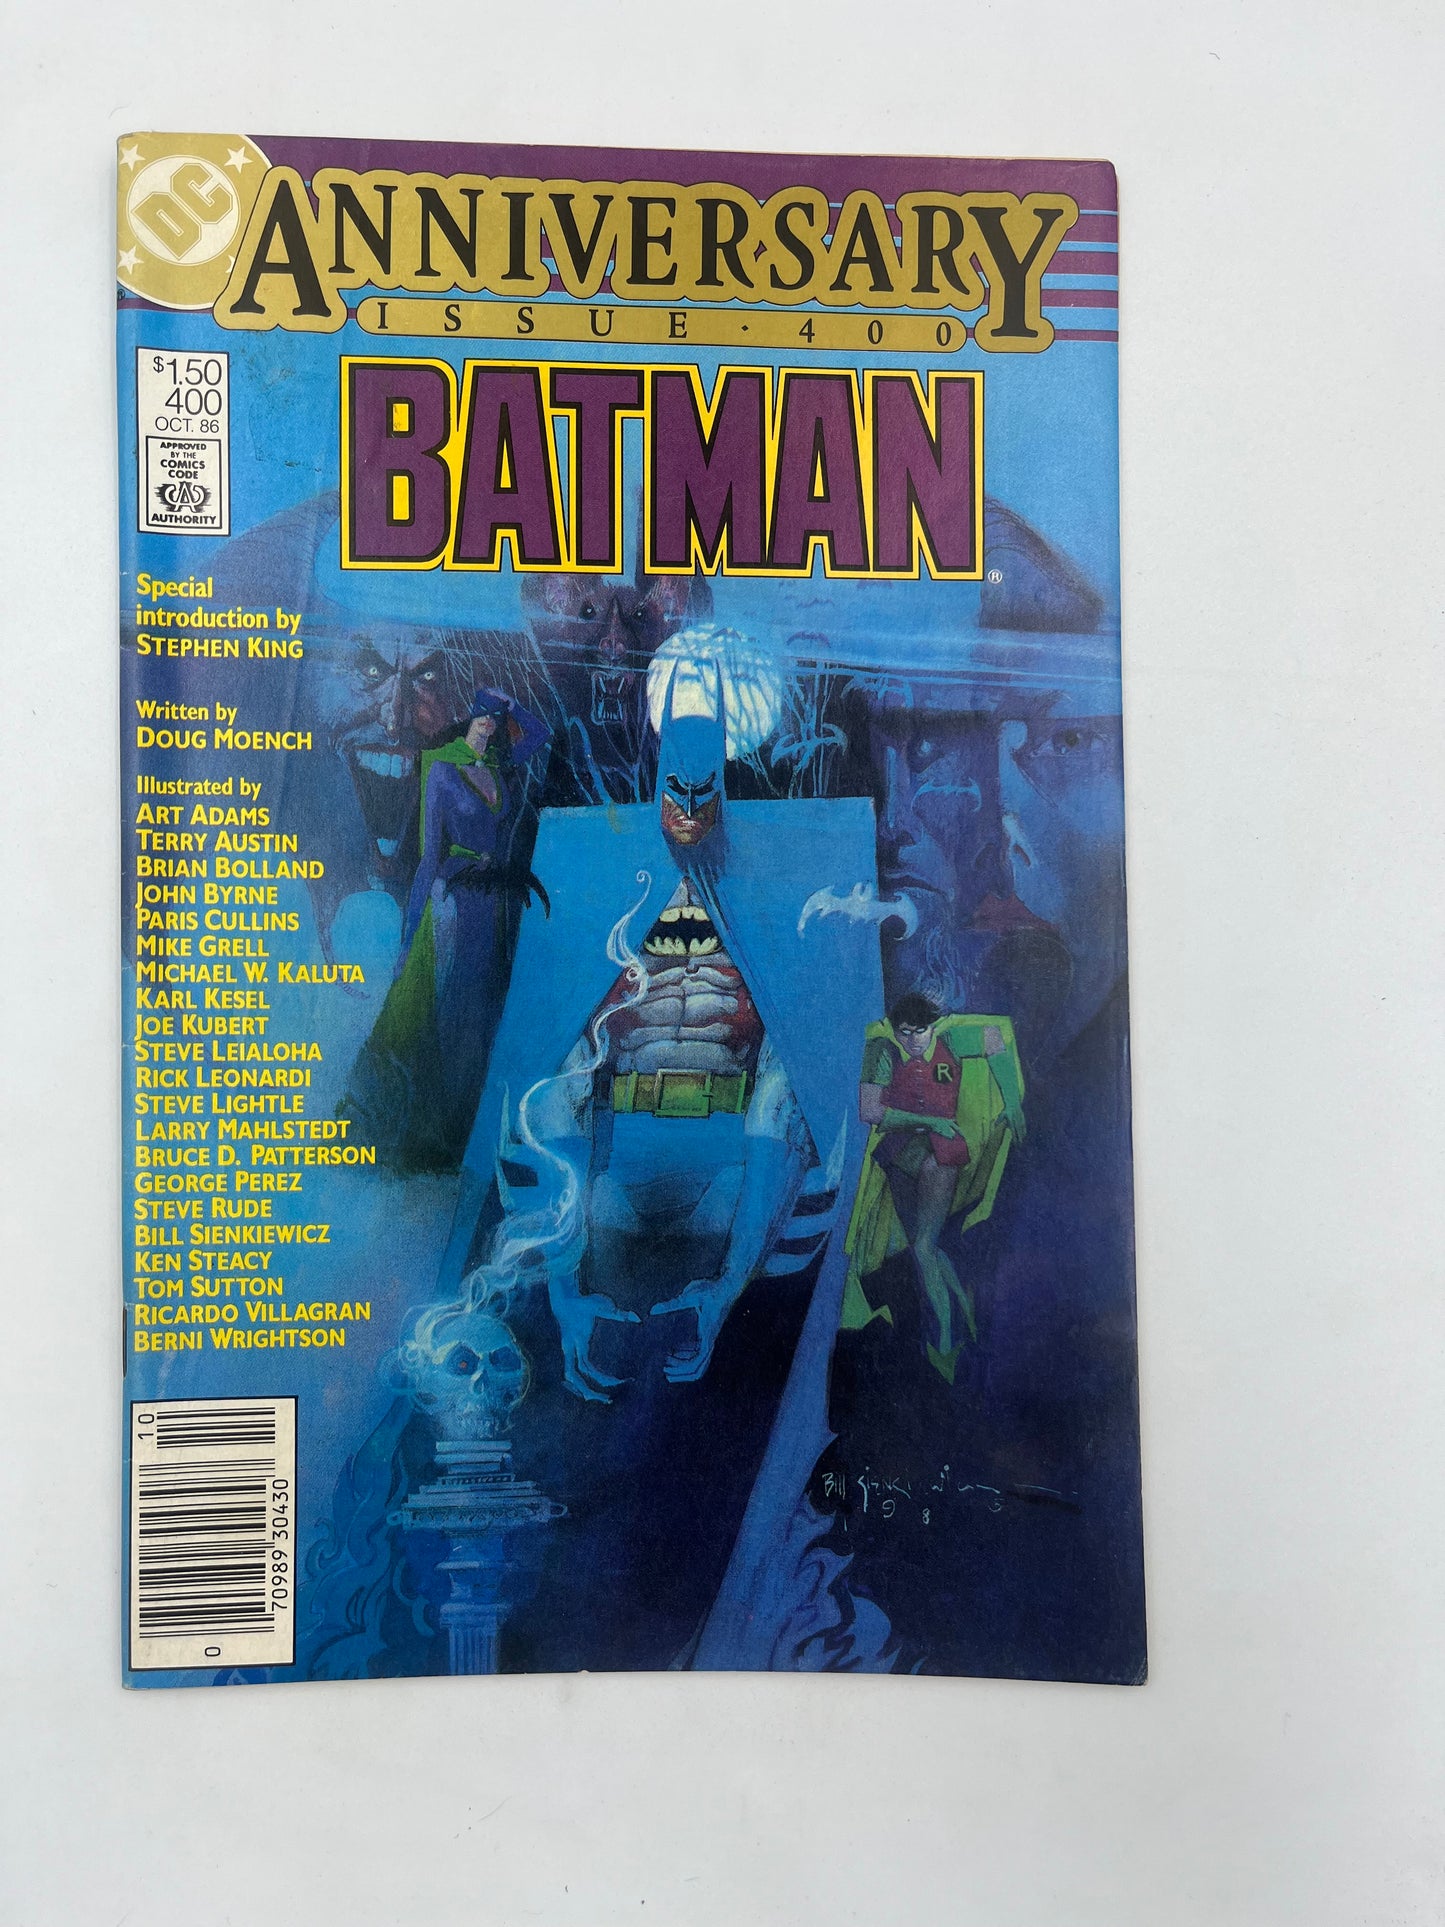 DC
ANNIVERSARY
ISSUE · 400
BATMAN
®
$1.50
400
OCT. 86
APPROVED
BY THE
COMICS
CODE
CA
AUTHORITY
Special
introduction by
STEPHEN KING
Written by
DOUG MOENCH
Illustrated by
ART ADAMS
TERRY AUSTIN
BRIAN BOLLAND
JOHN BYRNE
PARIS CULLINS
MIKE GRELL
MICHAEL W. KALUTA
KARL KESEL
JOE KUBERT
STEVE LEIALOHA
RICK LEONARDI
STEVE LIGHTLE
LARRY MAHLSTEDT
BRUCE D. PATTERSON
GEORGE PEREZ
STEVE RUDE
BILL SIENKIEWICZ
KEN STEACY
TOM SUTTON
RICARDO VILLAGRAN
BERNI WRIGHTSON
R
Bill
1985
10
70989 30430
0